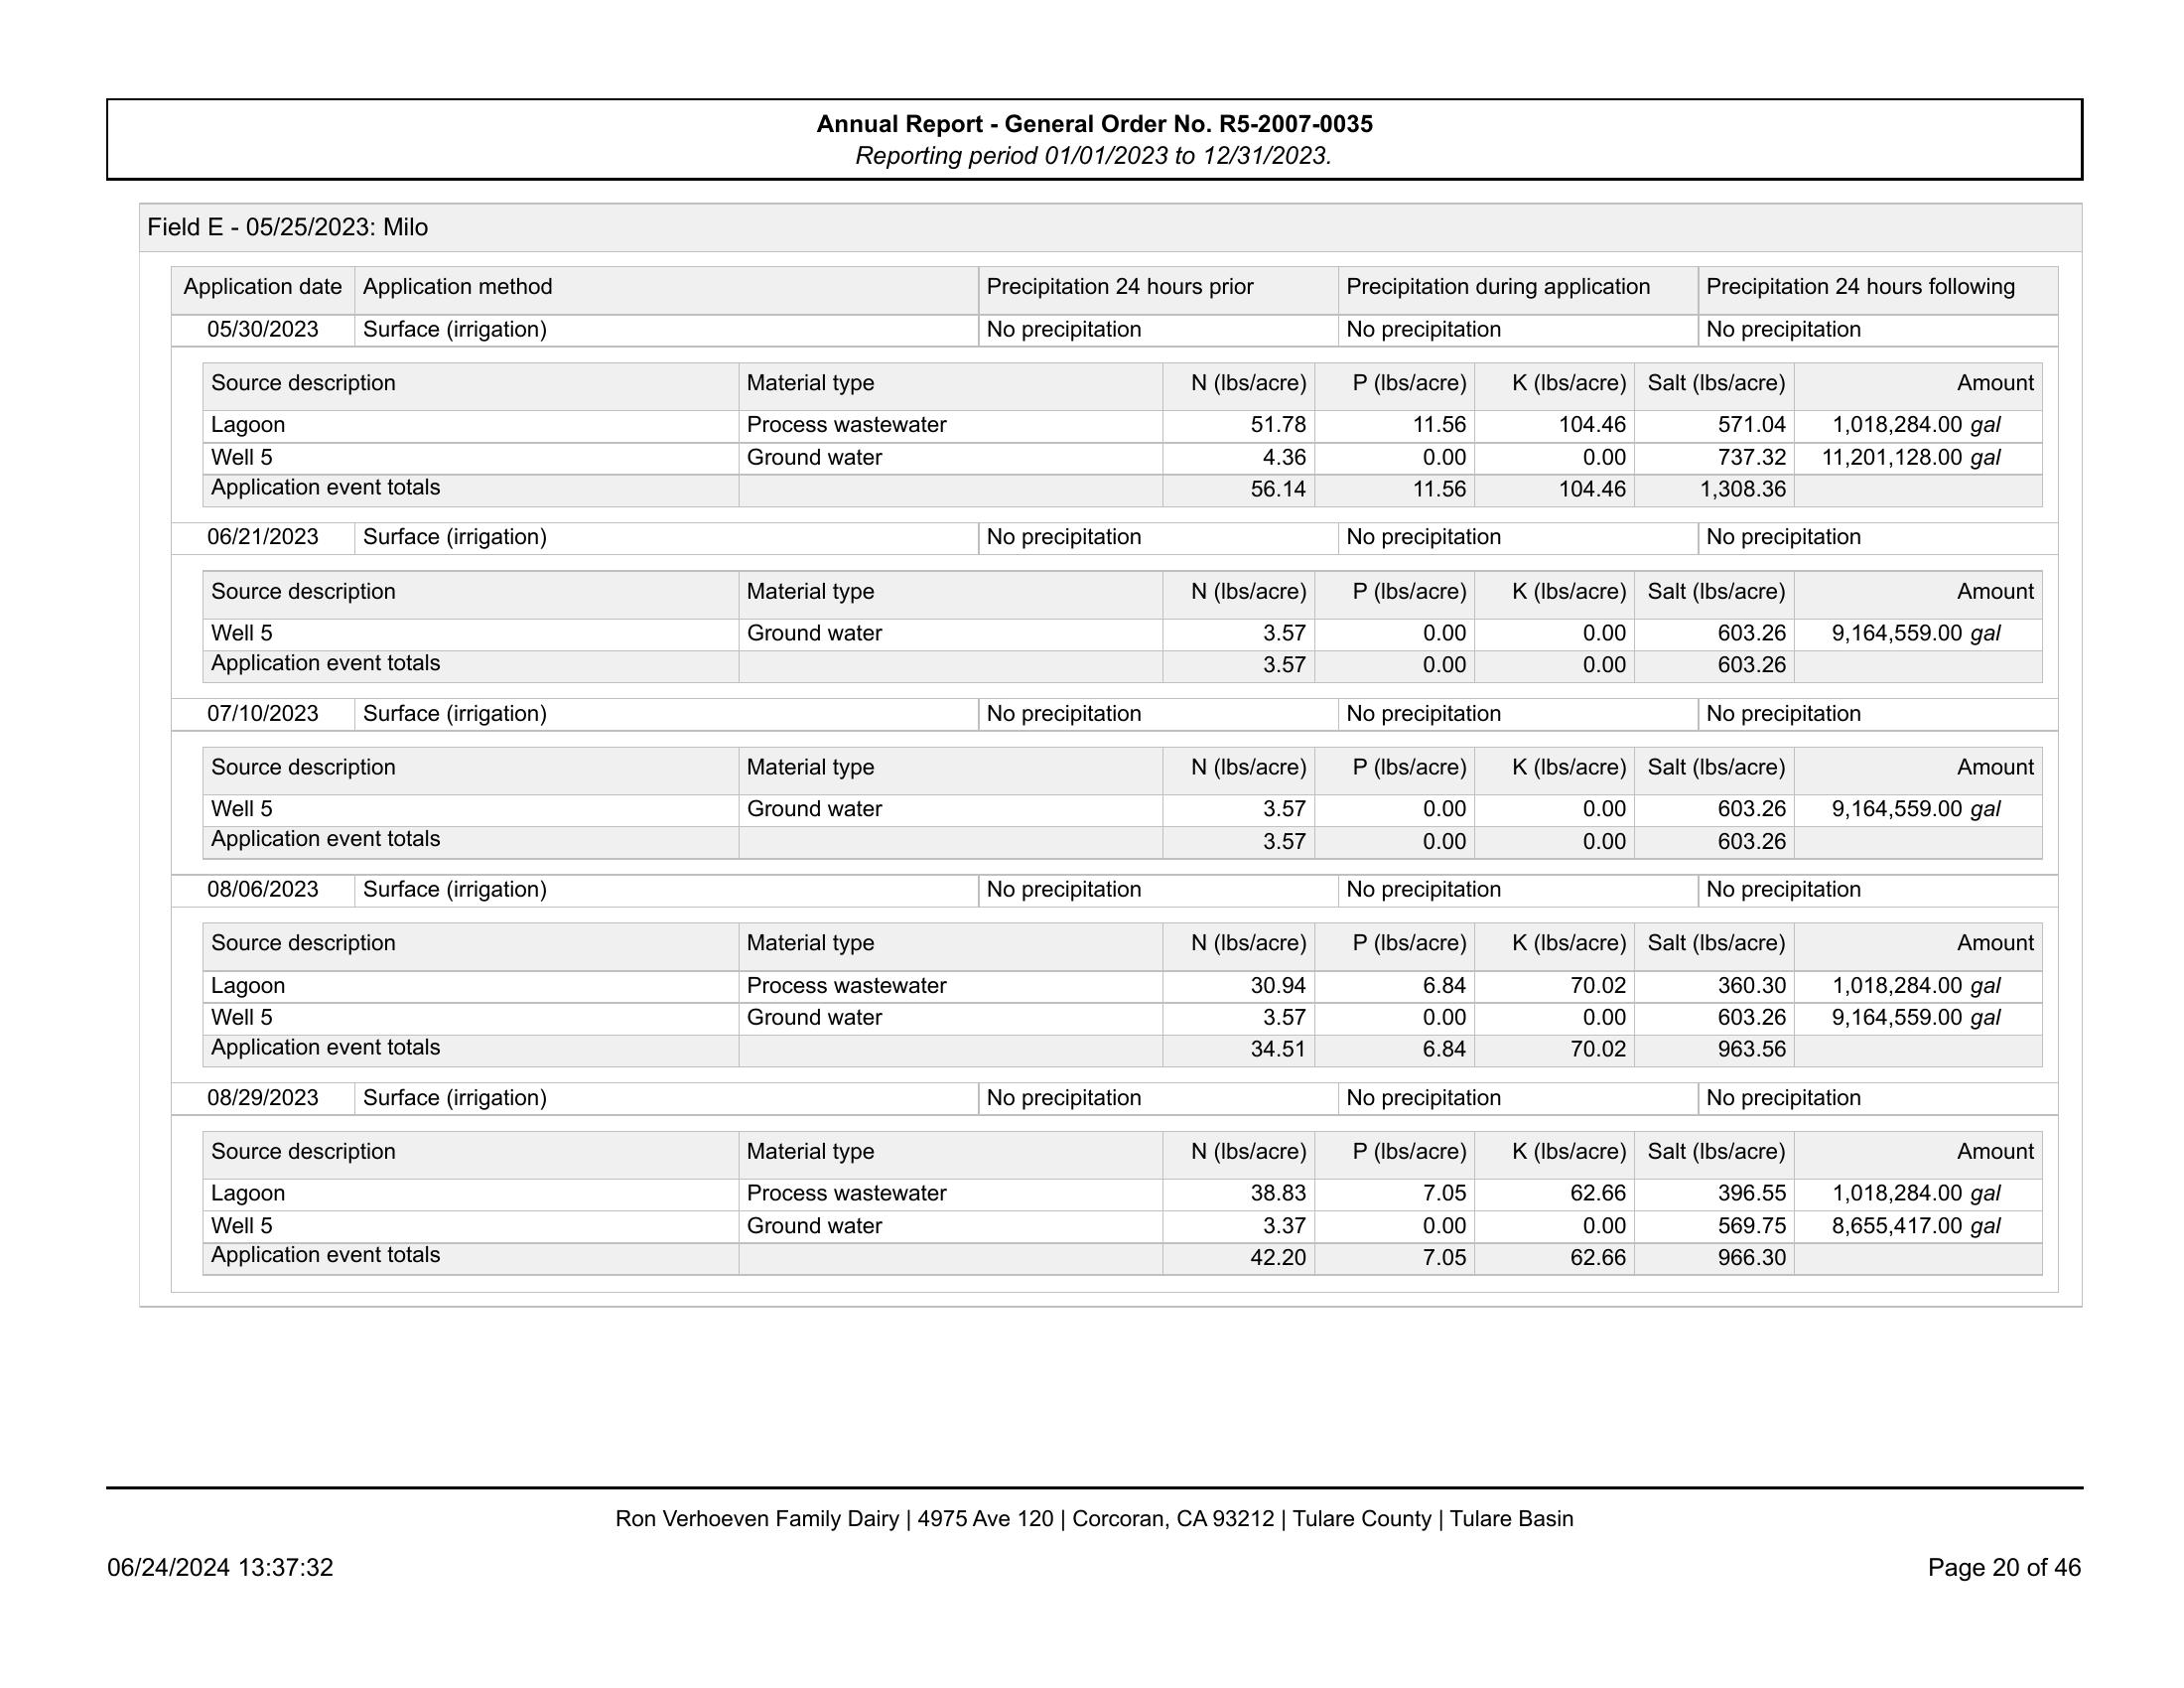 Annual Report - General Order No. R5-2007-0035
Reporting period 01/01/2023 to 12/31/2023.
Field E - 05/25/2023: Milo
Application date Application method Precipitation 24 hours prior Precipitation during application Precipitation 24 hours following
05/30/2023 Surface (irrigation) No precipitation No precipitation No precipitation
Source description Material type N (lbs/acre) P (lbs/acre) K (lbs/acre) Salt (lbs/acre) Amount
Lagoon Process wastewater 51.78 11.56 104.46 571.04 1,018,284.00 gal
Well 5 Ground water 4.36 0.00 0.00 737.32 11,201,128.00 gal
Application event totals 56.14 11.56 104.46 1,308.36
06/21/2023 Surface (irrigation) No precipitation No precipitation No precipitation
Source description Material type N (lbs/acre) P (lbs/acre) K (lbs/acre) Salt (lbs/acre) Amount
Well 5 Ground water 3.57 0.00 0.00 603.26 9,164,559.00 gal
Application event totals 3.57 0.00 0.00 603.26
07/10/2023 Surface (irrigation) No precipitation No precipitation No precipitation
Source description Material type N (lbs/acre) P (lbs/acre) K (lbs/acre) Salt (lbs/acre) Amount
Well 5 Ground water 3.57 0.00 0.00 603.26 9,164,559.00 gal
Application event totals 3.57 0.00 0.00 603.26
08/06/2023 Surface (irrigation) No precipitation No precipitation No precipitation
Source description Material type N (lbs/acre) P (lbs/acre) K (lbs/acre) Salt (lbs/acre) Amount
Lagoon Process wastewater 30.94 6.84 70.02 360.30 1,018,284.00 gal
Well 5 Ground water 3.57 0.00 0.00 603.26 9,164,559.00 gal
Application event totals 34.51 6.84 70.02 963.56
08/29/2023 Surface (irrigation) No precipitation No precipitation No precipitation
Source description Material type N (lbs/acre) P (lbs/acre) K (lbs/acre) Salt (lbs/acre) Amount
Lagoon Process wastewater 38.83 7.05 62.66 396.55 1,018,284.00 gal
Well 5 Ground water 3.37 0.00 0.00 569.75 8,655,417.00 gal
Application event totals 42.20 7.05 62.66 966.30
Ron Verhoeven Family Dairy | 4975 Ave 120 | Corcoran, CA 93212 | Tulare County | Tulare Basin
06/24/2024 13:37:32 Page 20 of 46